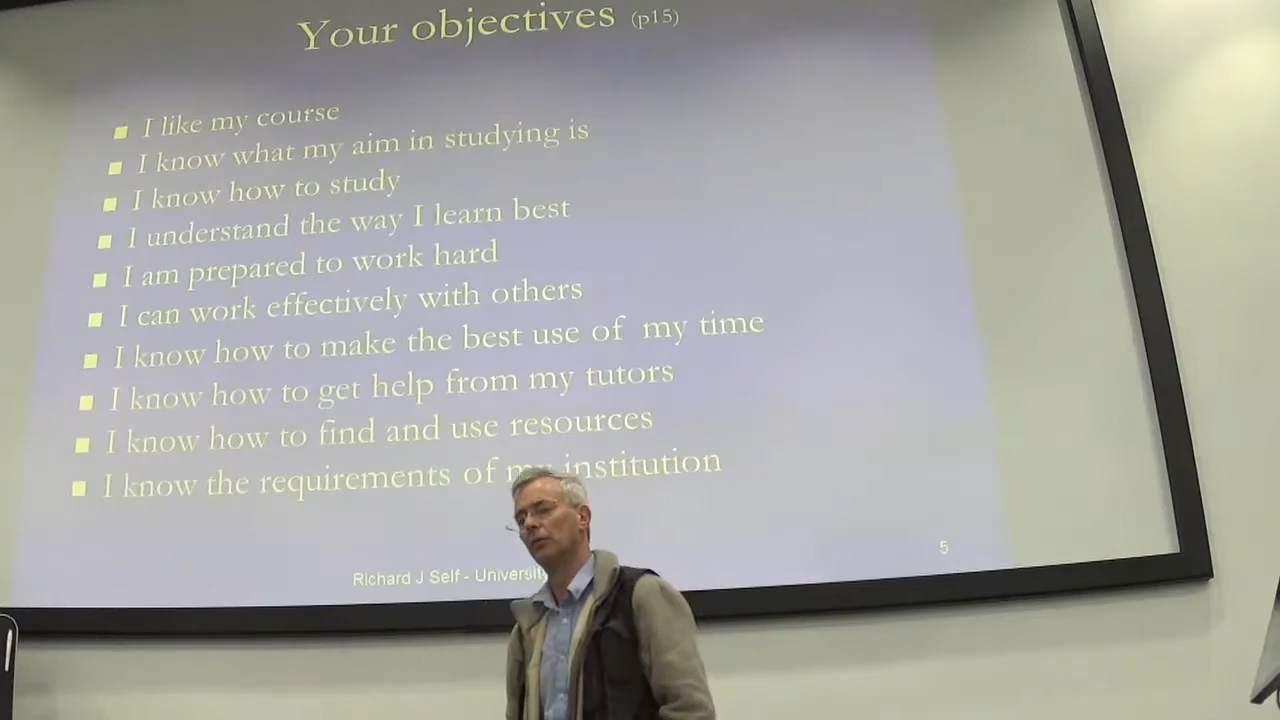 Your objectives (p15)
I like my course
I know what my aim in studying is
I know how to study
I understand the way I learn best
I am prepared to work hard
I can work effectively with others
I know how to make the best use of my time
I know how to get help from my tutors
I know how to find and use resources
I know the requirements of my institution
Richard J Self - University
5